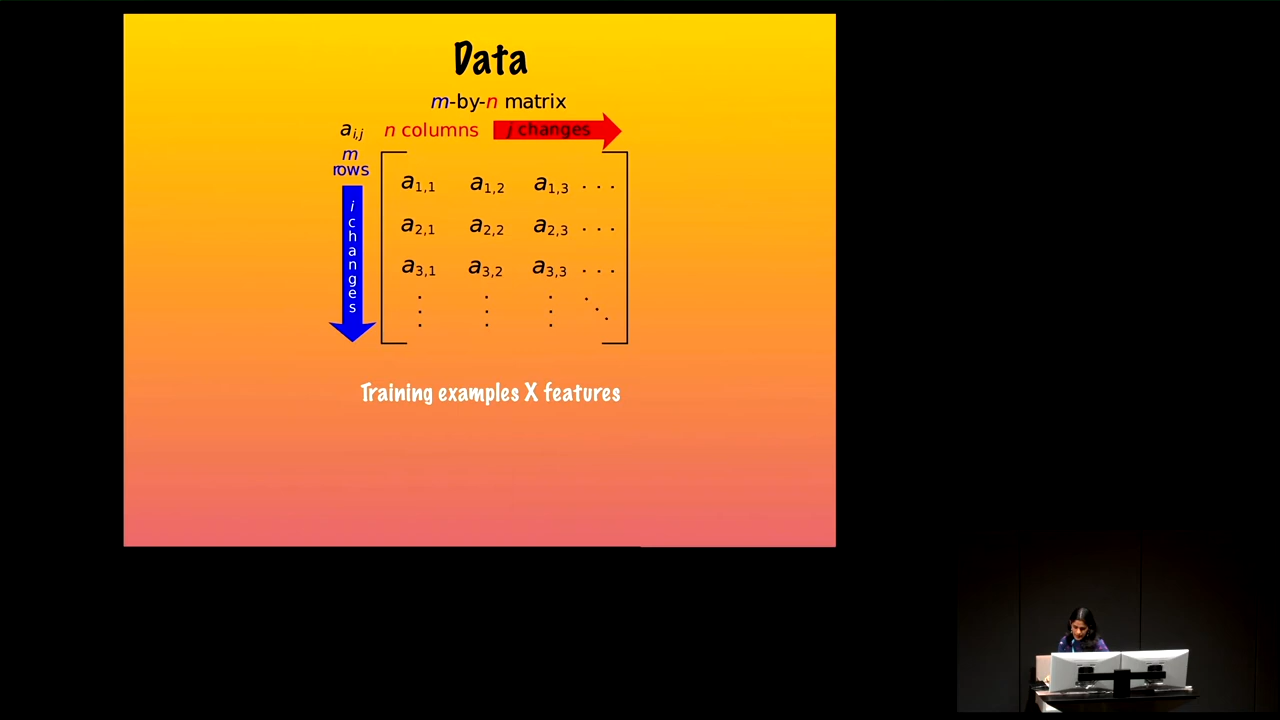 Data
m-by-n matrix
a i,j n columns j changes
m
rows
i changes
a1,1 a1,2 a1,3 . . .
a2,1 a2,2 a2,3 . . .
a3,1 a3,2 a3,3 . . .
Training examples X features